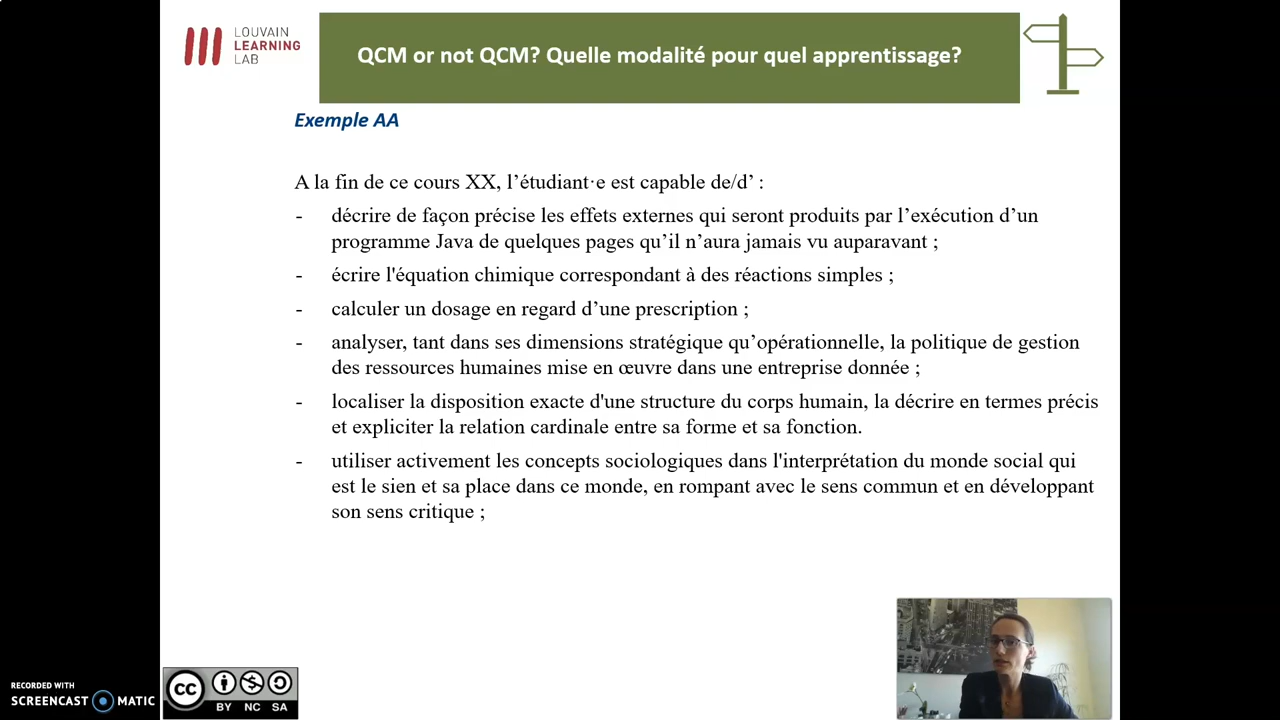 LOUVAIN
LEARNING
LAB
QCM or not QCM? Quelle modalité pour quel apprentissage?
Exemple AA
A la fin de ce cours XX, l’étudiant·e est capable de/d’ :
- décrire de façon précise les effets externes qui seront produits par l’exécution d’un
programme Java de quelques pages qu’il n’aura jamais vu auparavant ;
- écrire l'équation chimique correspondant à des réactions simples ;
- calculer un dosage en regard d’une prescription ;
- analyser, tant dans ses dimensions stratégique qu’opérationnelle, la politique de gestion
des ressources humaines mise en œuvre dans une entreprise donnée ;
- localiser la disposition exacte d'une structure du corps humain, la décrire en termes précis
et expliciter la relation cardinale entre sa forme et sa fonction.
- utiliser activement les concepts sociologiques dans l'interprétation du monde social qui
est le sien et sa place dans ce monde, en rompant avec le sens commun et en développant
son sens critique ;
RECORDED WITH
SCREENCAST MATIC
cc
BY NC SA